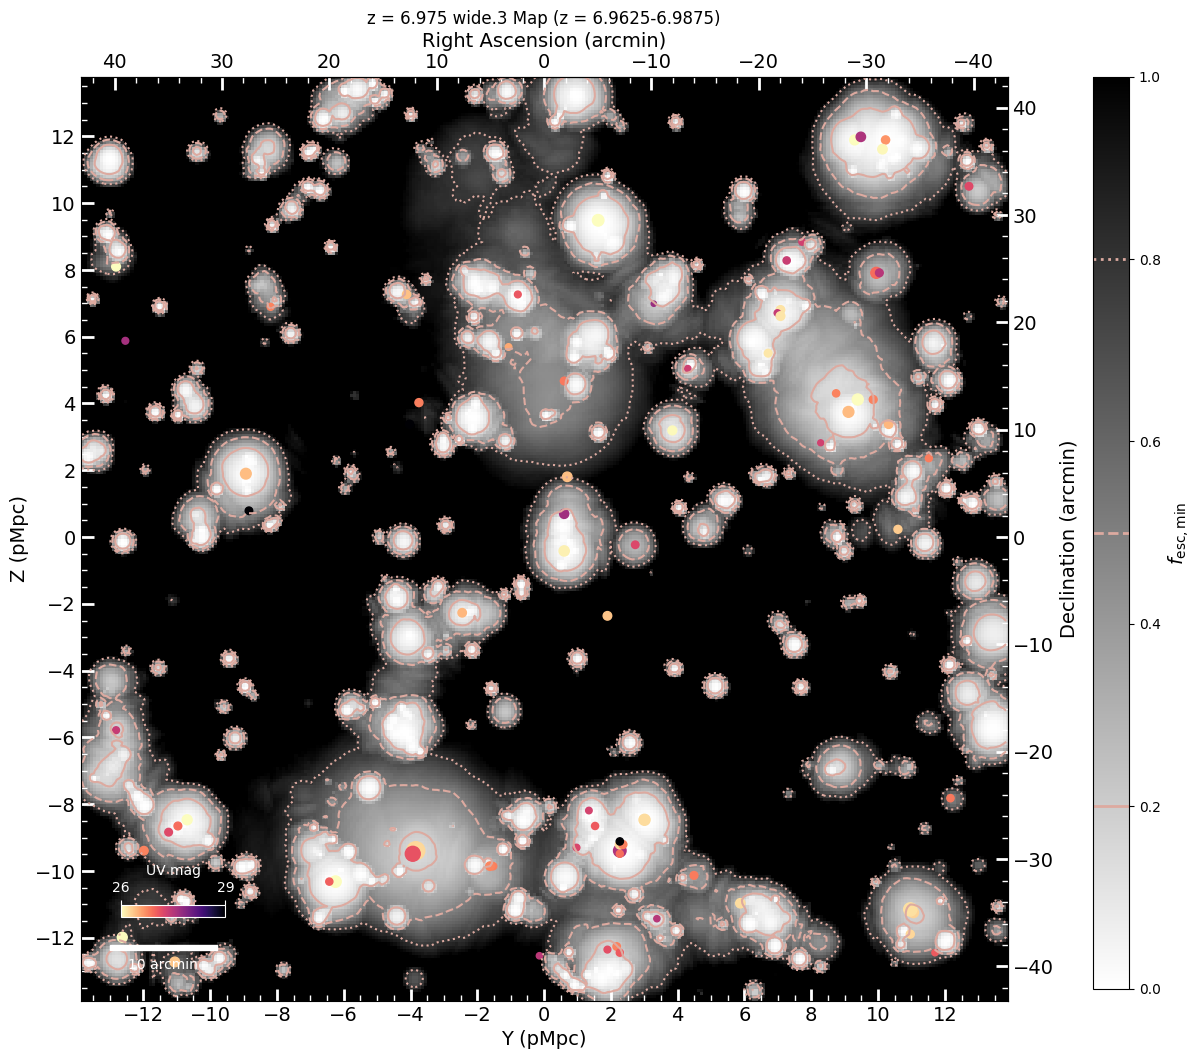 z = 6.975 wide.3 Map (z = 6.9625-6.9875)
Right Ascension (arcmin)
40 30 20 10 0 −10 −20 −30 −40
12
10
8
6
4
2
0
−2
−4
−6
−8
−10
−12
Z (pMpc)
40
30
20
10
0
−10
−20
−30
−40
Declination (arcmin)
1.0
0.8
0.6
0.4
0.2
0.0
fesc,min
UV mag
26 29
10 arcmin
−12 −10 −8 −6 −4 −2 0 2 4 6 8 10 12
Y (pMpc)